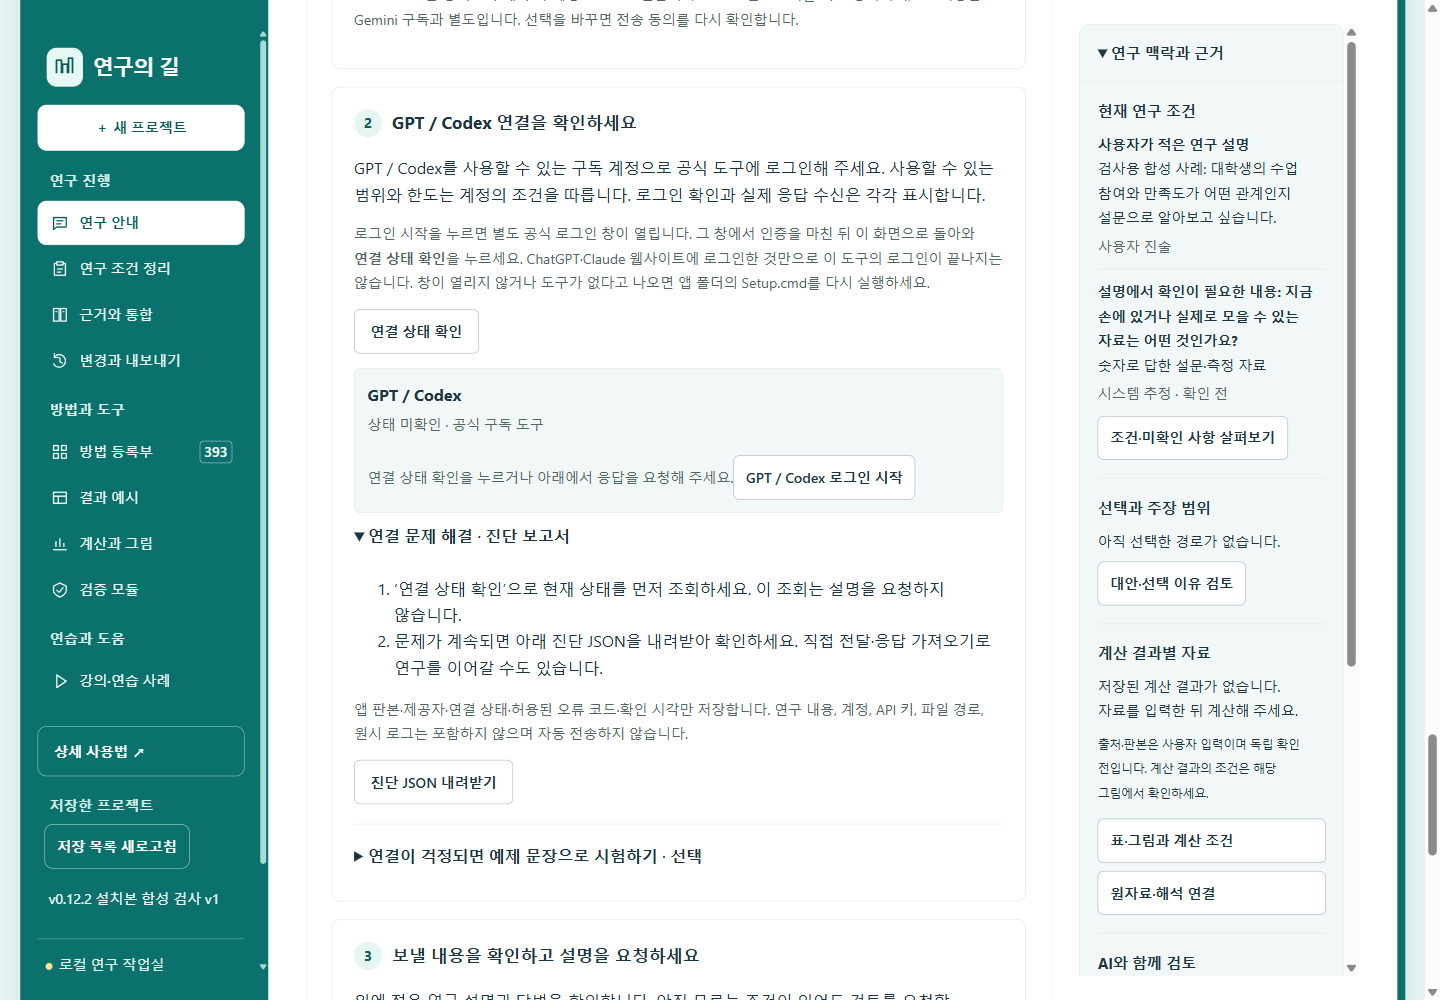 연구의 길
+ 새 프로젝트
연구 진행
연구 안내
연구 조건 정리
근거와 통합
변경과 내보내기
방법과 도구
방법 등록부 393
결과 예시
계산과 그림
검증 모듈
연습과 도움
강의·연습 사례
상세 사용법 ↗
저장한 프로젝트
저장 목록 새로고침
v0.12.2 설치본 합성 검사 v1
로컬 연구 작업실
Gemini 구독과 별도입니다. 선택을 바꾸면 전송 동의를 다시 확인합니다.
2 GPT / Codex 연결을 확인하세요
GPT / Codex를 사용할 수 있는 구독 계정으로 공식 도구에 로그인해 주세요. 사용할 수 있는
범위와 한도는 계정의 조건을 따릅니다. 로그인 확인과 실제 응답 수신은 각각 표시합니다.
로그인 시작을 누르면 별도 공식 로그인 창이 열립니다. 그 창에서 인증을 마친 뒤 이 화면으로 돌아와
연결 상태 확인을 누르세요. ChatGPT·Claude 웹사이트에 로그인한 것만으로 이 도구의 로그인이 끝나지는
않습니다. 창이 열리지 않거나 도구가 없다고 나오면 앱 폴더의 Setup.cmd를 다시 실행하세요.
연결 상태 확인
GPT / Codex
상태 미확인 · 공식 구독 도구
연결 상태 확인을 누르거나 아래에서 응답을 요청해 주세요. GPT / Codex 로그인 시작
▼ 연결 문제 해결 · 진단 보고서
1. ‘연결 상태 확인’으로 현재 상태를 먼저 조회하세요. 이 조회는 설명을 요청하지
않습니다.
2. 문제가 계속되면 아래 진단 JSON을 내려받아 확인하세요. 직접 전달·응답 가져오기로
연구를 이어갈 수도 있습니다.
앱 판본·제공자·연결 상태·허용된 오류 코드·확인 시각만 저장합니다. 연구 내용, 계정, API 키, 파일 경로,
원시 로그는 포함하지 않으며 자동 전송하지 않습니다.
진단 JSON 내려받기
▶ 연결이 걱정되면 예제 문장으로 시험하기 · 선택
3 보낼 내용을 확인하고 설명을 요청하세요
▼ 연구 맥락과 근거
현재 연구 조건
사용자가 적은 연구 설명
검사용 합성 사례: 대학생의 수업
참여와 만족도가 어떤 관계인지
설문으로 알아보고 싶습니다.
사용자 진술
설명에서 확인이 필요한 내용: 지금
손에 있거나 실제로 모을 수 있는
자료는 어떤 것인가요?
숫자로 답한 설문·측정 자료
시스템 추정 · 확인 전
조건·미확인 사항 살펴보기
선택과 주장 범위
아직 선택한 경로가 없습니다.
대안·선택 이유 검토
계산 결과별 자료
저장된 계산 결과가 없습니다.
자료를 입력한 뒤 계산해 주세요.
출처·판본은 사용자 입력이며 독립 확인
전입니다. 계산 결과의 조건은 해당
그림에서 확인하세요.
표·그림과 계산 조건
원자료·해석 연결
AI와 함께 검토